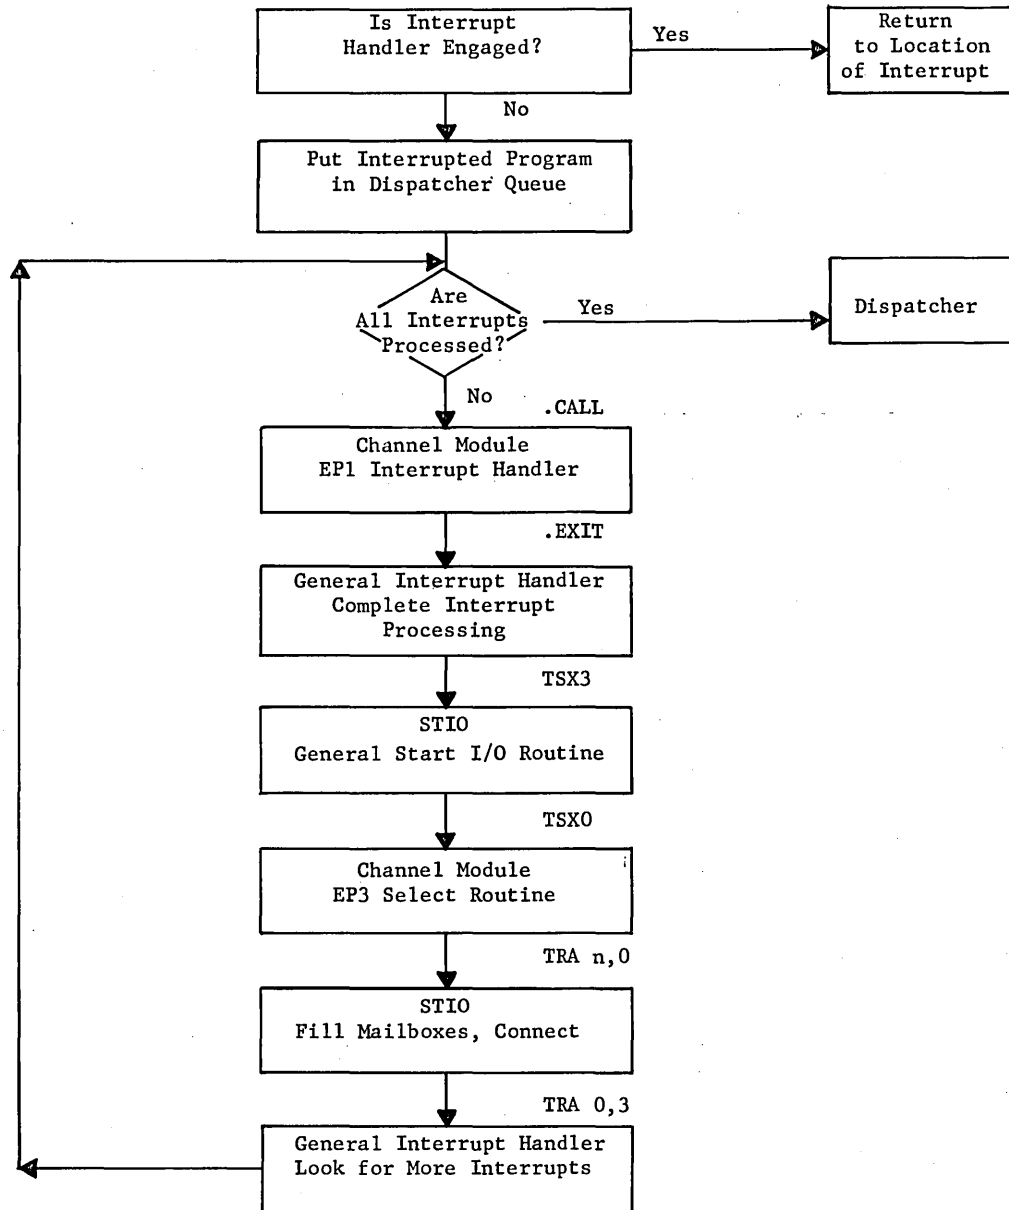 Is Interrupt
Handler Engaged?
Yes
Return
to Location
of Interrupt
No
Put Interrupted Program
in Dispatcher Queue
Are
All Interrupts
Processed?
Yes
Dispatcher
No
.CALL
Channel Module
EP1 Interrupt Handler
.EXIT
General Interrupt Handler
Complete Interrupt
Processing
TSX3
STIO
General Start I/O Routine
TSX0
Channel Module
EP3 Select Routine
TRA n,0
STIO
Fill Mailboxes, Connect
TRA 0,3
General Interrupt Handler
Look for More Interrupts